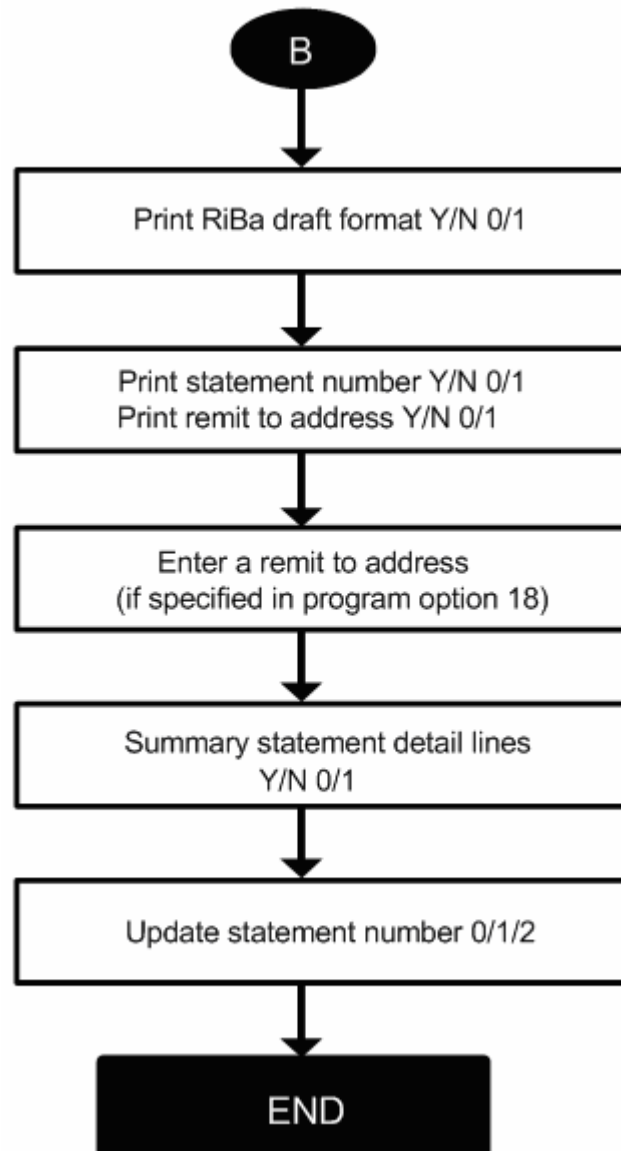 B
Print RiBa draft format Y/N 0/1
Print statement number Y/N 0/1
Print remit to address Y/N 0/1
Enter a remit to address
(if specified in program option 18)
Summary statement detail lines
Y/N 0/1
Update statement number 0/1/2
END